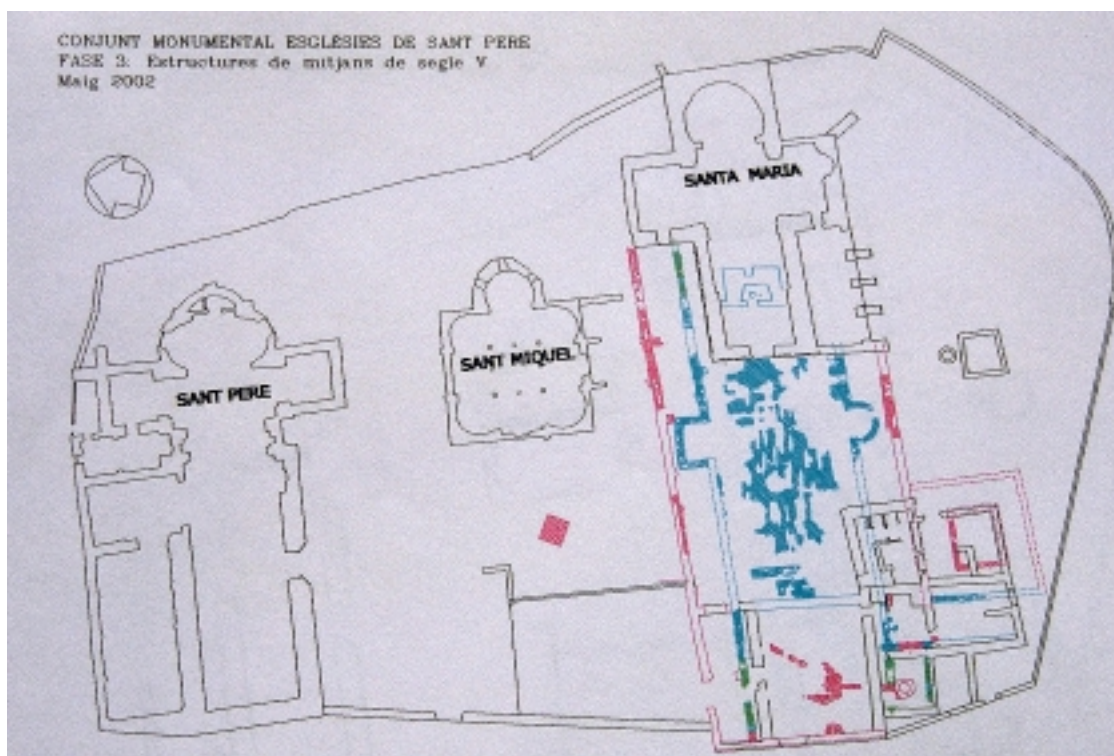 CONJUNT MONUMENTAL ESGLÉSIES DE SANT PERE
FASE 3: Estructures de mitjans de segle V
Maig 2002
SANTA MARIA
SANT MIQUEL
SANT PERE